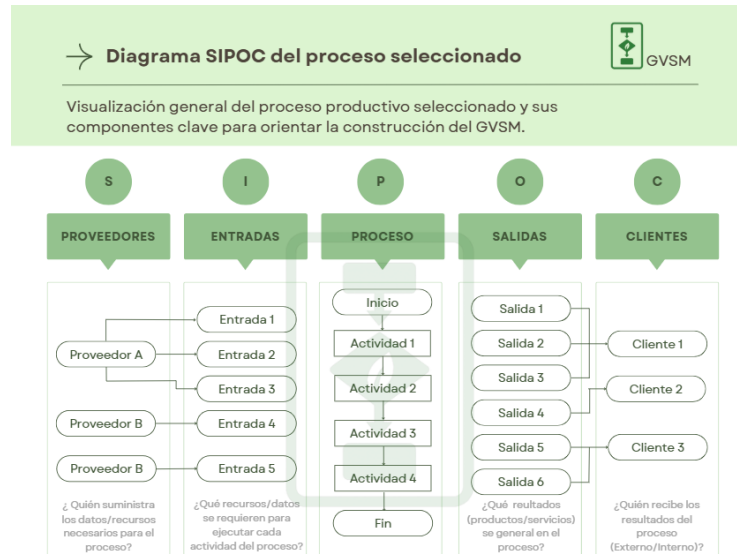 Diagrama SIPOC del proceso seleccionado
GVSM
Visualización general del proceso productivo seleccionado y sus
componentes clave para orientar la construcción del GVSM.
S
I
P
O
C
PROVEEDORES
ENTRADAS
PROCESO
SALIDAS
CLIENTES
Proveedor A
Proveedor B
Proveedor B
¿ Quién suministra
los datos/recursos
necesarios para el
proceso?
Entrada 1
Entrada 2
Entrada 3
Entrada 4
Entrada 5
¿Qué recursos/datos
se requieren para
ejecutar cada
actividad del proceso?
Inicio
Actividad 1
Actividad 2
Actividad 3
Actividad 4
Fin
Salida 1
Salida 2
Salida 3
Salida 4
Salida 5
Salida 6
¿Qué reultados
(productos/servicios)
se general en el
proceso?
Cliente 1
Cliente 2
Cliente 3
¿Quién recibe los
resultados del
proceso
(Externo/Interno)?